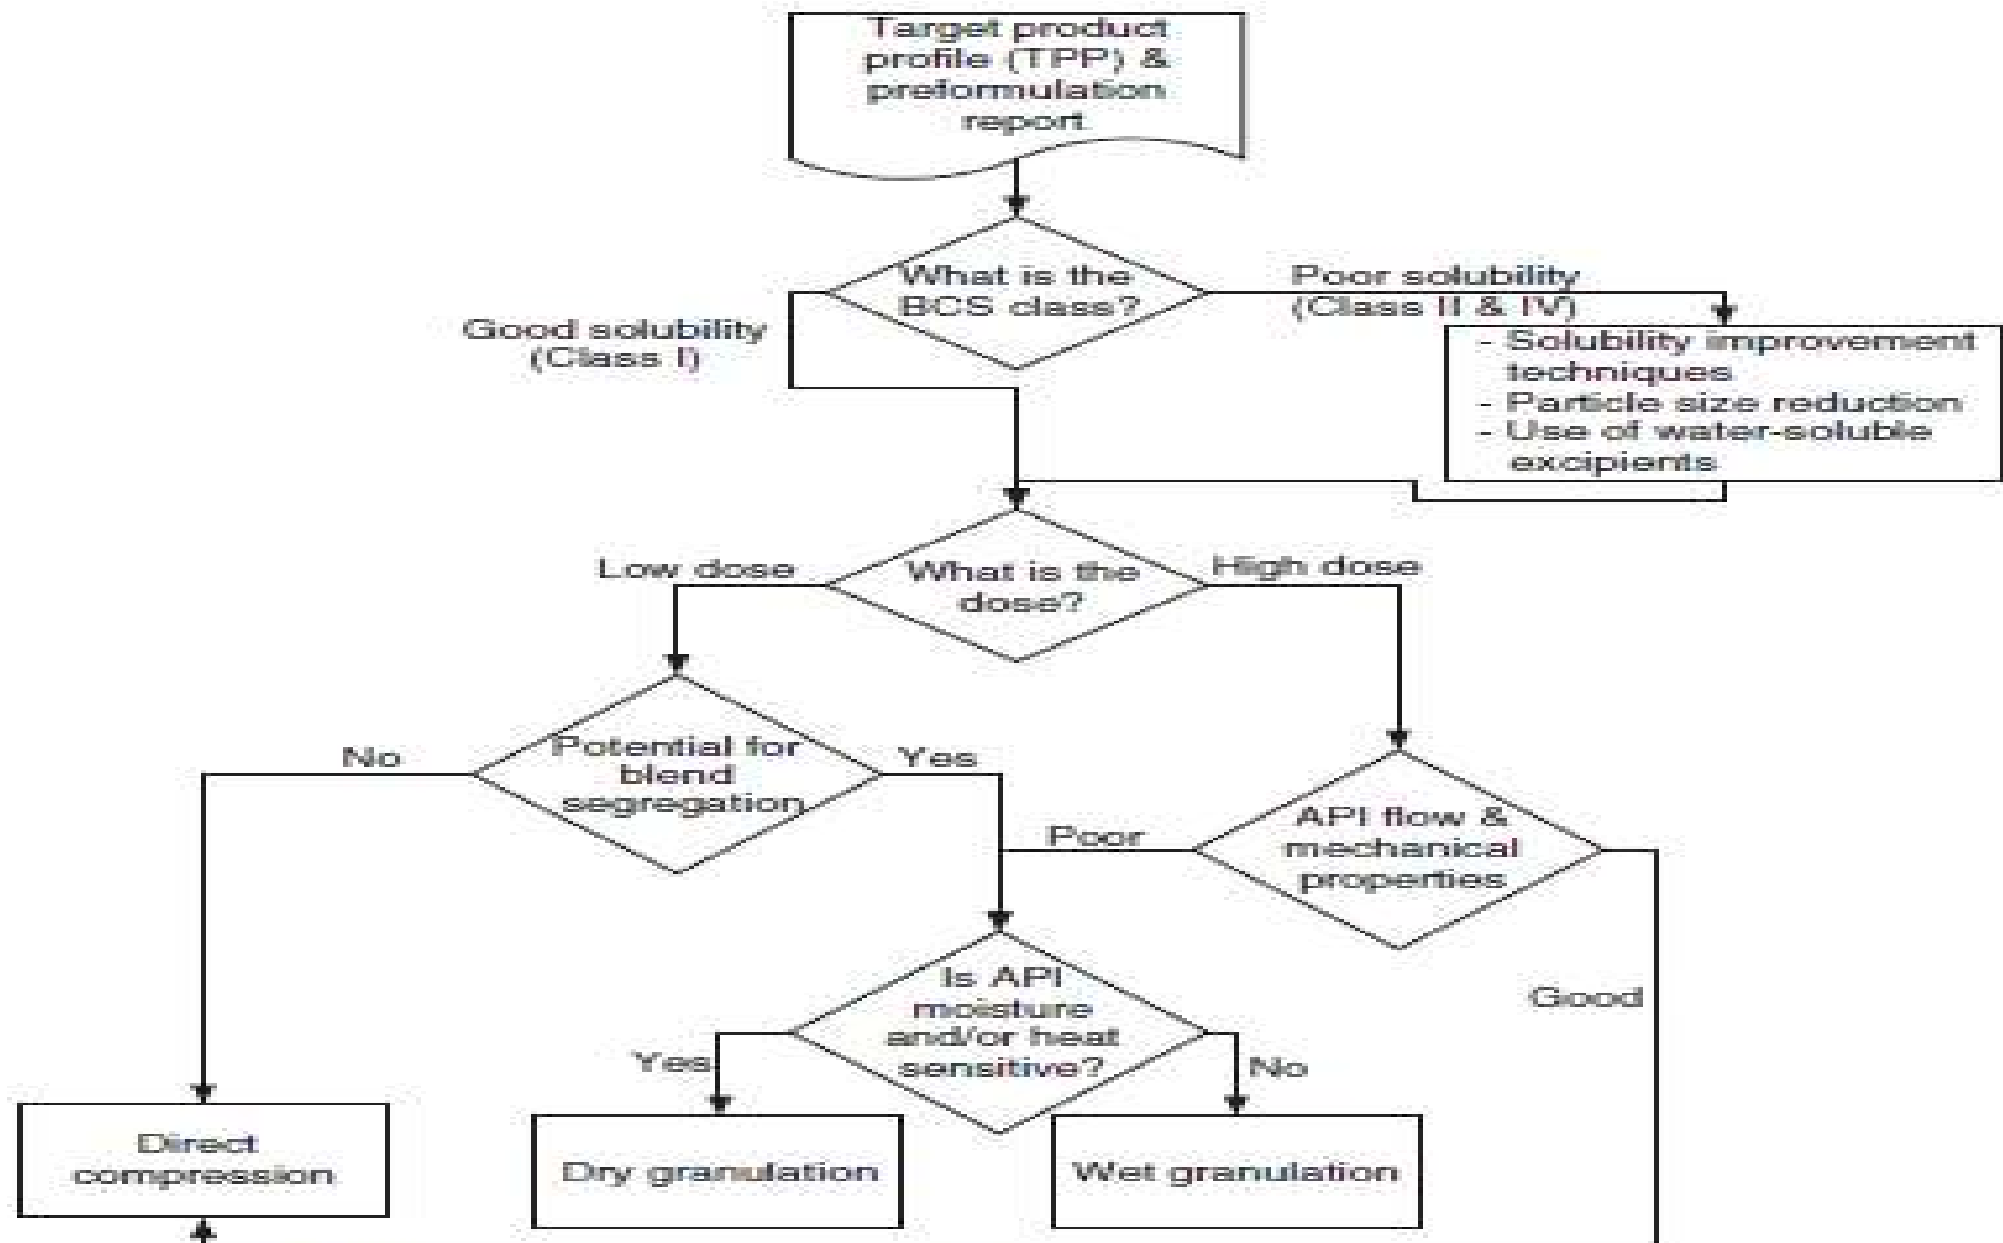 Target product
profile (TPP) &
preformulation
report
What is the
BCS class?
Poor solubility
(Class II & IV)
Good solubility
(Class I)
- Solubility improvement
techniques
- Particle size reduction
- Use of water-soluble
excipients
What is the
dose?
Low dose
High dose
Potential for
blend
segregation
No
Yes
API flow &
mechanical
properties
Poor
Good
Is API
moisture
and/or heat
sensitive?
Yes
No
Direct
compression
Dry granulation
Wet granulation